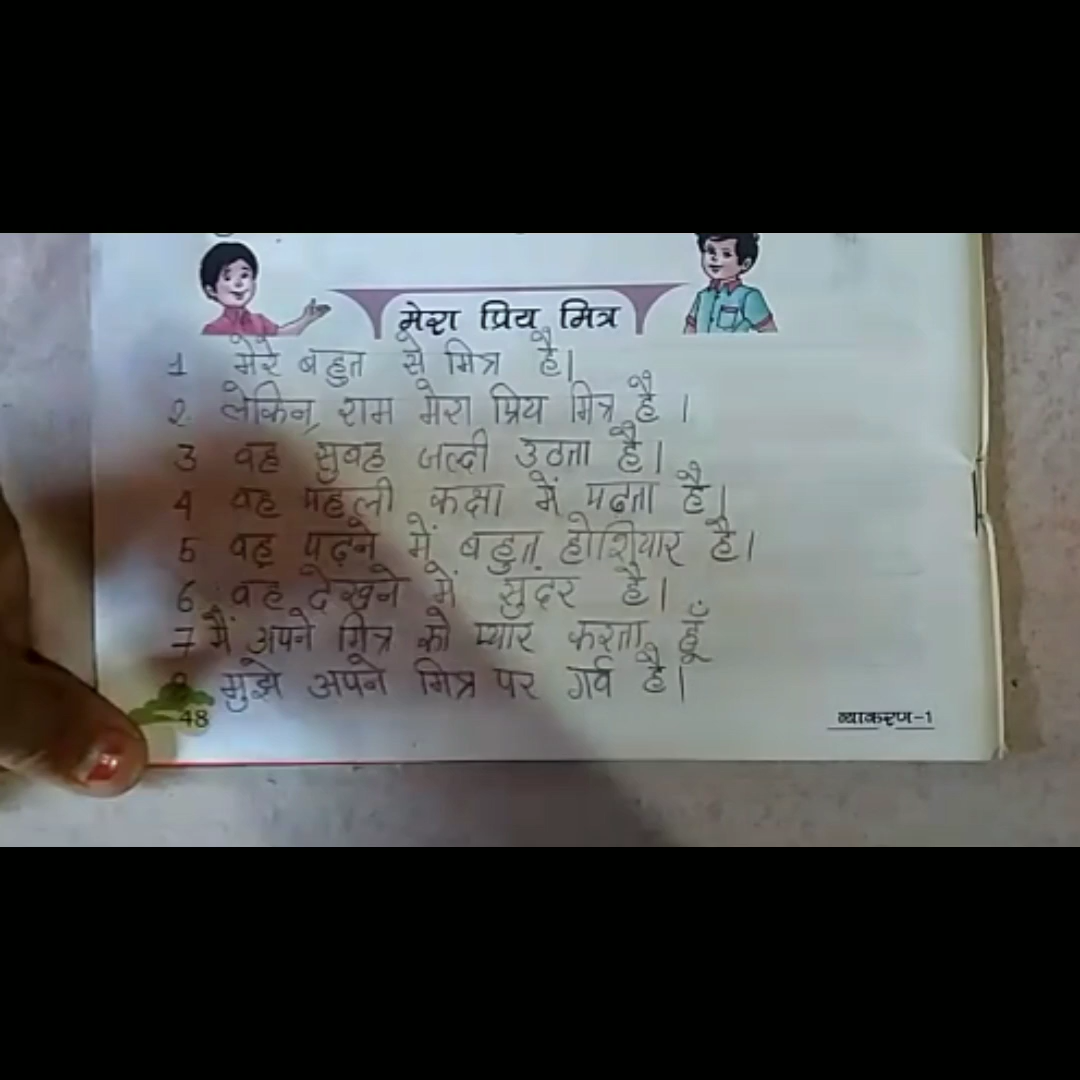 मेरा प्रिय मित्र
1 मेरे बहुत से मित्र है।
2. लेकिन, राम मेरा प्रिय मित्र है ।
3 वह सुबह जल्दी उठता है।
4 वह पहली कक्षा में पढता है।
5 वह पढ़ने में बहुत होशियार है।
6 वह देखने में सुंदर है।
7 मैं अपने मित्र को प्यार करता हूँ
8 मुझे अपने मित्र पर गर्व है।
48
व्याकरण-1